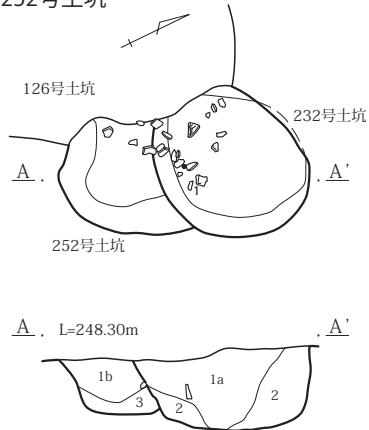 252号土坑
126号土坑
232号土坑
A . . A'
1
252号土坑
A . L=248.30m . A'
1b 1a
3 2 2